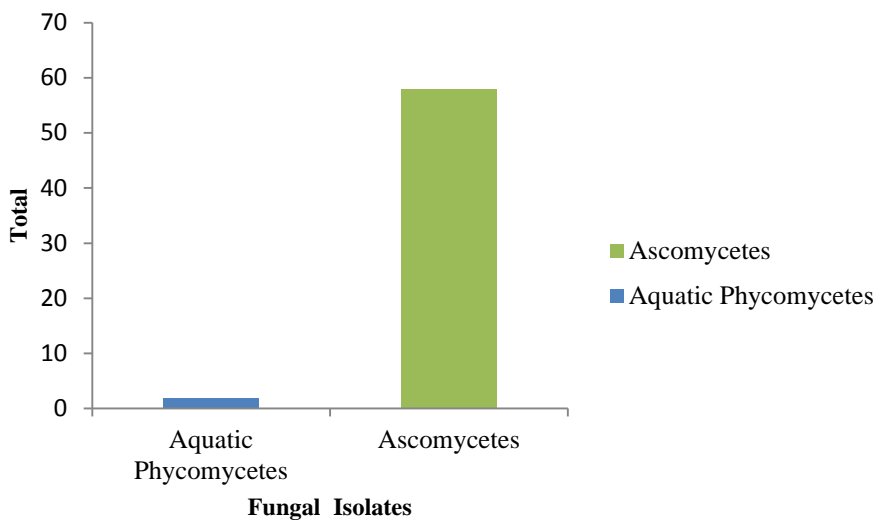 70
60
50
40
30
20
10
0
Total
Aquatic
Phycomycetes
Ascomycetes
Fungal Isolates
Ascomycetes
Aquatic Phycomycetes